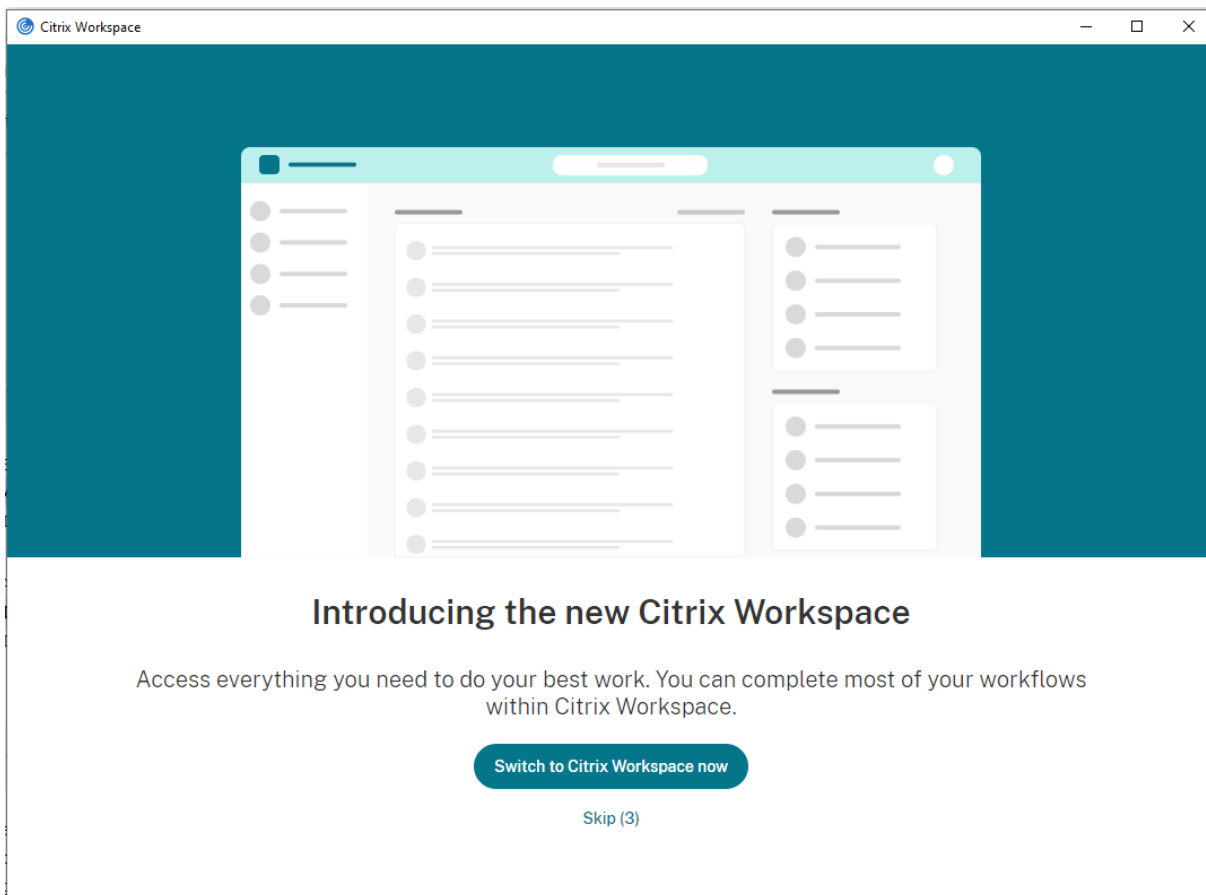 Citrix Workspace
Introducing the new Citrix Workspace
Access everything you need to do your best work. You can complete most of your workflows
within Citrix Workspace.
Switch to Citrix Workspace now
Skip (3)